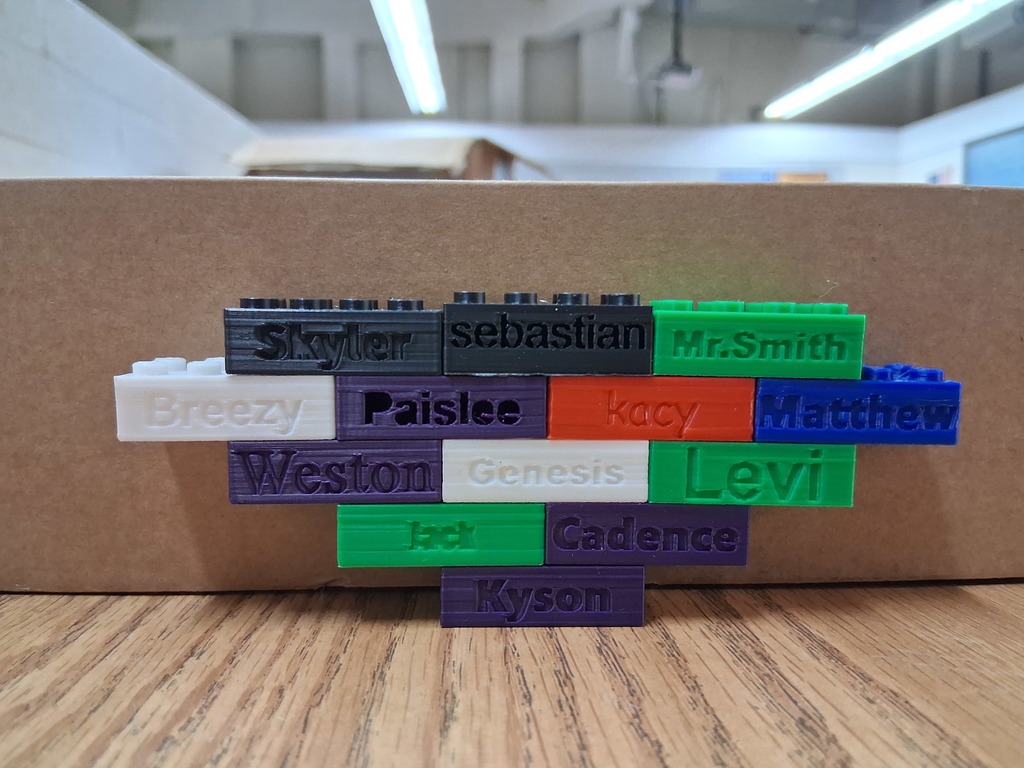 Skyler sebastian Mr.Smith
Breezy Paislee kacy Matthew
Weston Genesis Levi
Jack Cadence
Kyson